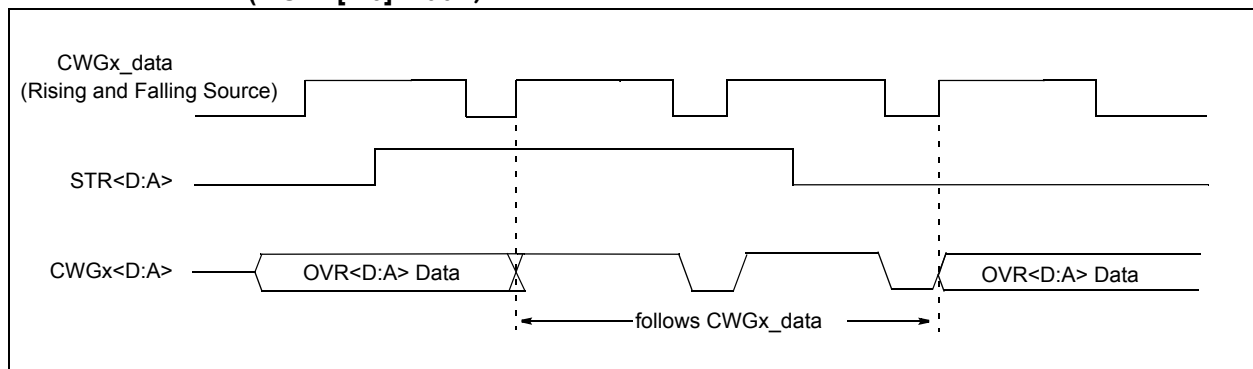 CWGx_data
(Rising and Falling Source)
STR<D:A>
CWGx<D:A>
OVR<D:A> Data
OVR<D:A> Data
follows CWGx_data